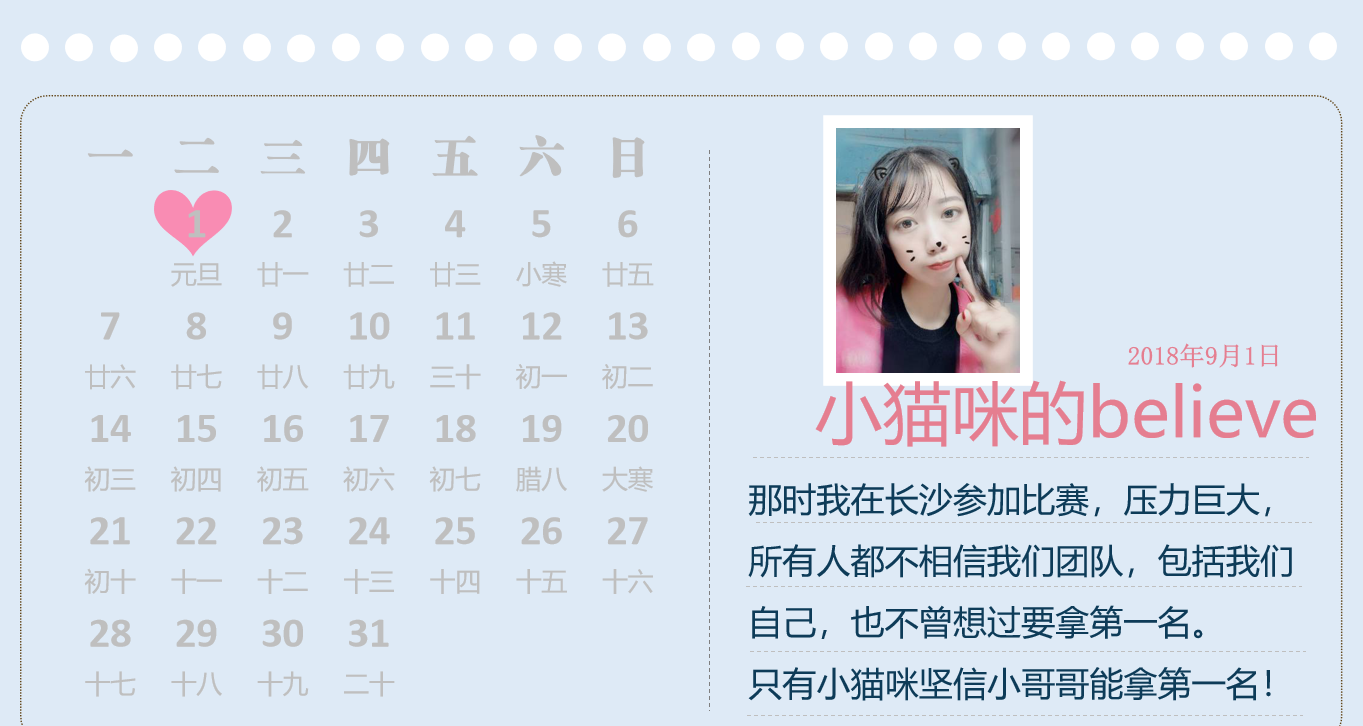 一 二 三 四 五 六 日
1 2 3 4 5 6
元旦 廿一 廿二 廿三 小寒 廿五
7 8 9 10 11 12 13
廿六 廿七 廿八 廿九 三十 初一 初二
14 15 16 17 18 19 20
初三 初四 初五 初六 初七 腊八 大寒
21 22 23 24 25 26 27
初十 十一 十二 十三 十四 十五 十六
28 29 30 31
十七 十八 十九 二十
2018年9月1日
小猫咪的believe
那时我在长沙参加比赛，压力巨大，
所有人都不相信我们团队，包括我们
自己，也不曾想过要拿第一名。
只有小猫咪坚信小哥哥能拿第一名！